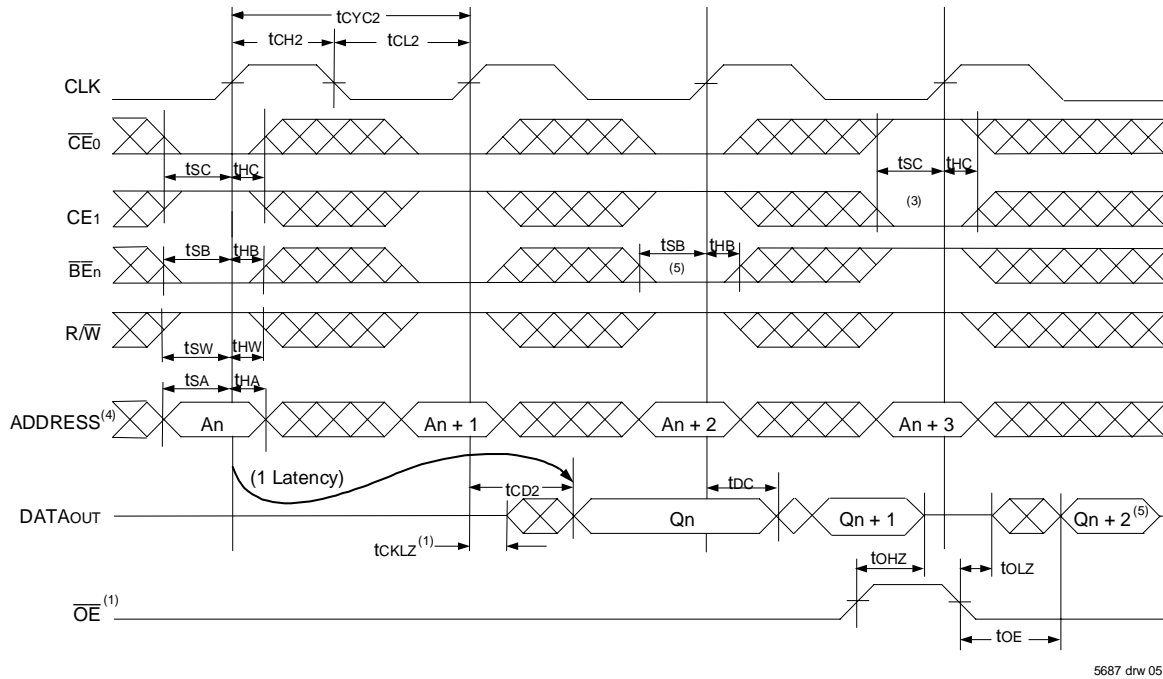 tCYC2
tCH2 tCL2
CLK
CE0
tSC tHC tSC tHC
CE1 (3)
tSB tHB tSB tHB
BEn (5)
R/W
tSW tHW
tSA tHA
ADDRESS(4) An An + 1 An + 2 An + 3
(1 Latency) tCD2 tDC
DATAOUT Qn Qn + 1 Qn + 2(5)
tCKLZ(1) tOHZ tOLZ
OE(1)
tOE
5687 drw 05